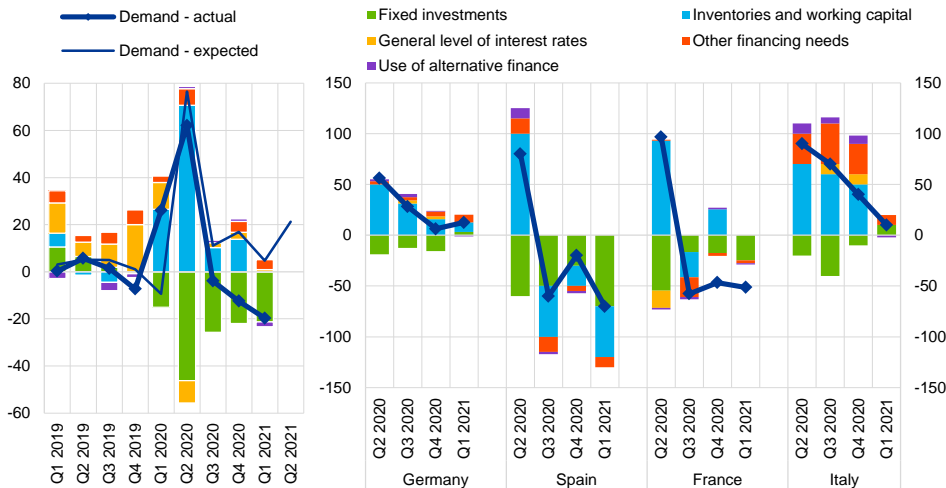 Demand - actual
Demand - expected
Fixed investments
Inventories and working capital
General level of interest rates
Other financing needs
Use of alternative finance
80
60
40
20
0
-20
-40
-60
Q1 2019
Q2 2019
Q3 2019
Q4 2019
Q1 2020
Q2 2020
Q3 2020
Q4 2020
Q1 2021
Q2 2021
150
100
50
0
-50
-100
-150
Q2 2020
Q3 2020
Q4 2020
Q1 2021
Q2 2020
Q3 2020
Q4 2020
Q1 2021
Q2 2020
Q3 2020
Q4 2020
Q1 2021
Q2 2020
Q3 2020
Q4 2020
Q1 2021
Germany
Spain
France
Italy
150
100
50
0
-50
-100
-150